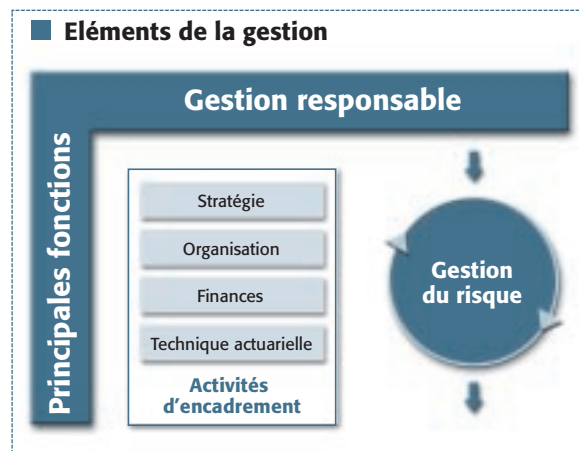 Eléments de la gestion
Gestion responsable
Principales fonctions
Stratégie
Organisation
Finances
Technique actuarielle
Activités
d'encadrement
Gestion
du risque